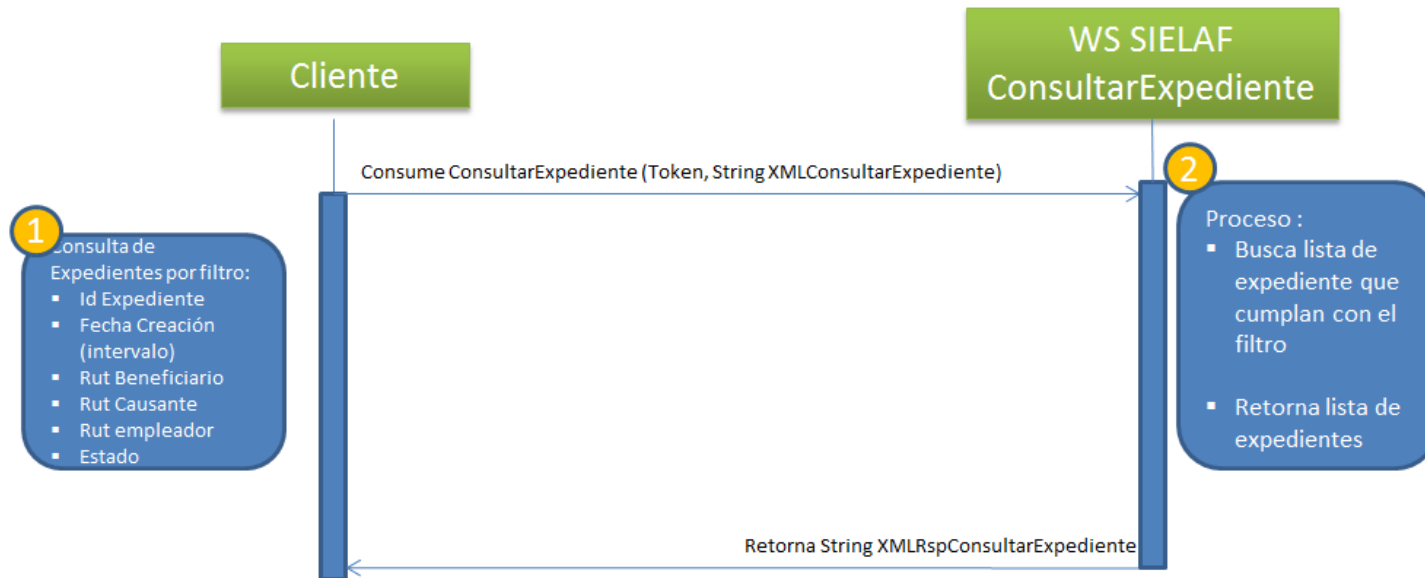 Cliente
WS SIELAF
ConsultarExpediente
Consume ConsultarExpediente (Token, String XMLConsultarExpediente)
1
Consulta de
Expedientes por filtro:
▪ Id Expediente
▪ Fecha Creación
(intervalo)
▪ Rut Beneficiario
▪ Rut Causante
▪ Rut empleador
▪ Estado
2
Proceso :
▪ Busca lista de
expediente que
cumplan con el
filtro
▪ Retorna lista de
expedientes
Retorna String XMLRspConsultarExpediente